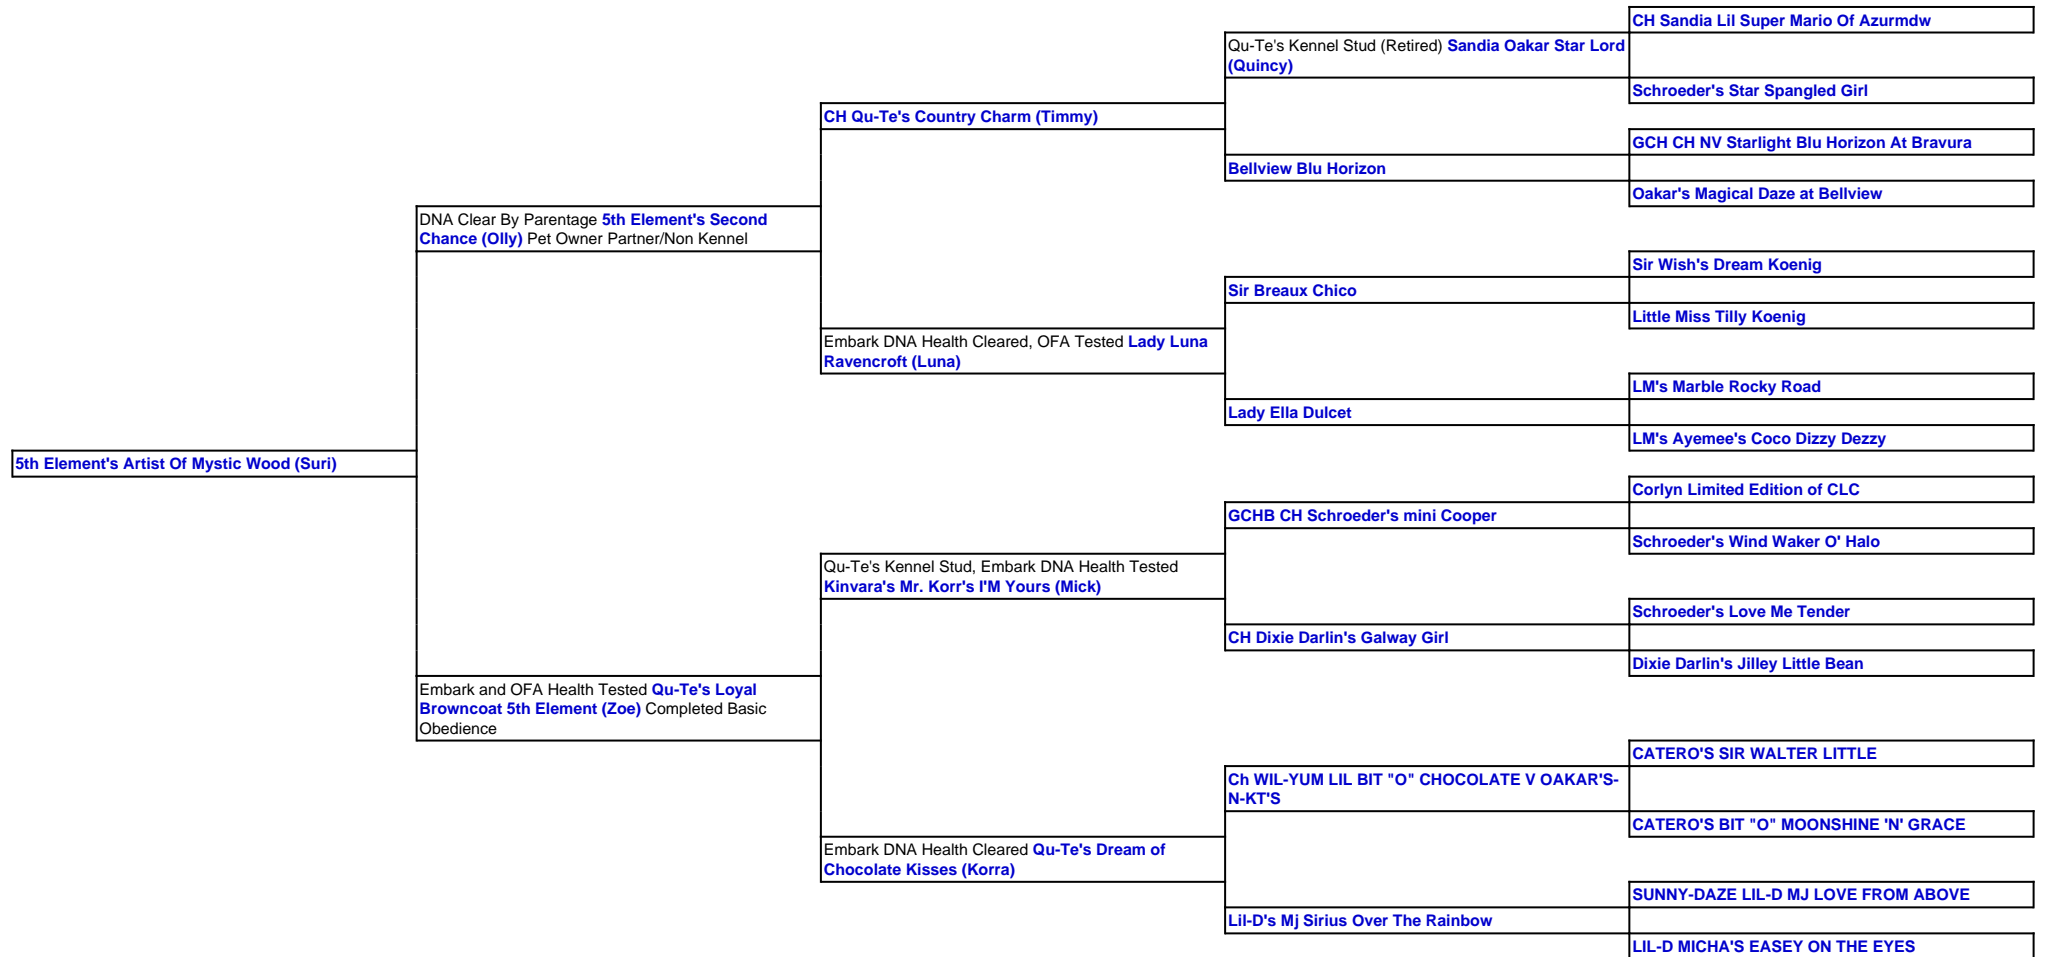 CH Sandia Lil Super Mario Of Azurmdw
Qu-Te's Kennel Stud (Retired) Sandia Oakar Star Lord
(Quincy)
Schroeder's Star Spangled Girl
CH Qu-Te's Country Charm (Timmy)
GCH CH NV Starlight Blu Horizon At Bravura
Bellview Blu Horizon
Oakar's Magical Daze at Bellview
DNA Clear By Parentage 5th Element's Second
Chance (Olly) Pet Owner Partner/Non Kennel
Sir Wish's Dream Koenig
Sir Breaux Chico
Little Miss Tilly Koenig
Embark DNA Health Cleared, OFA Tested Lady Luna
Ravencroft (Luna)
LM's Marble Rocky Road
Lady Ella Dulcet
LM's Ayemee's Coco Dizzy Dezzy
5th Element's Artist Of Mystic Wood (Suri)
Corlyn Limited Edition of CLC
GCHB CH Schroeder's mini Cooper
Schroeder's Wind Waker O' Halo
Qu-Te's Kennel Stud, Embark DNA Health Tested
Kinvara's Mr. Korr's I'M Yours (Mick)
Schroeder's Love Me Tender
CH Dixie Darlin's Galway Girl
Dixie Darlin's Jilley Little Bean
Embark and OFA Health Tested Qu-Te's Loyal
Browncoat 5th Element (Zoe) Completed Basic
Obedience
CATERO'S SIR WALTER LITTLE
Ch WIL-YUM LIL BIT "O" CHOCOLATE V OAKAR'S-
N-KT'S
CATERO'S BIT "O" MOONSHINE 'N' GRACE
Embark DNA Health Cleared Qu-Te's Dream of
Chocolate Kisses (Korra)
SUNNY-DAZE LIL-D MJ LOVE FROM ABOVE
Lil-D's Mj Sirius Over The Rainbow
LIL-D MICHA'S EASEY ON THE EYES